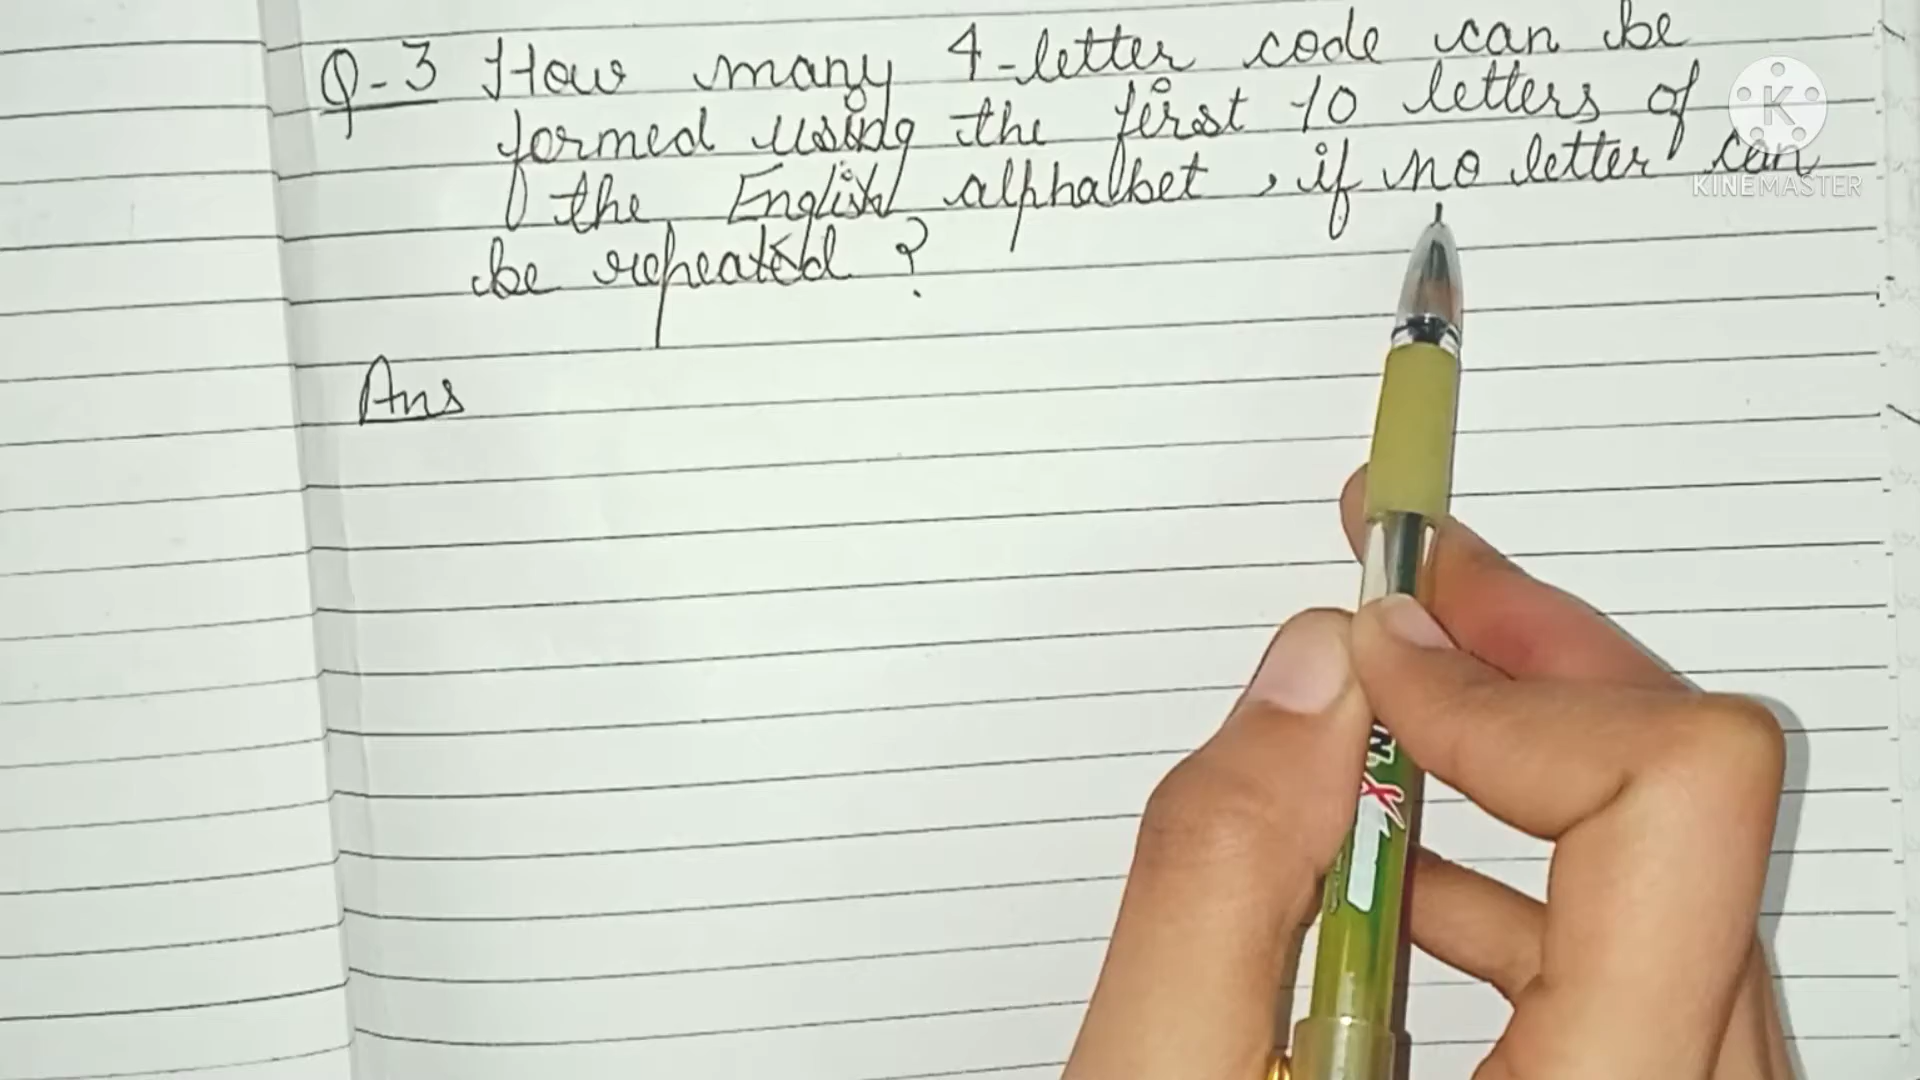 Q-3 How many 4-letter code can be
formed using the first 10 letters of
the English alphabet, if no letter can
be repeated?
Ans
K
KINEMASTER